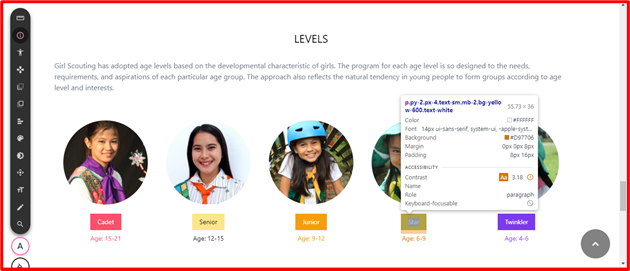 LEVELS
Girl Scouting has adopted age levels based on the developmental characteristic of girls. The program for each age level is so designed to the needs,
requirements, and aspirations of each particular age group. The approach also reflects the natural tendency in young people to form groups according to age
level and interests.
p.py-2.px-4.text-sm.mb-2.bg-yello
w-600.text-white
55.73 × 36
Color #FFFFFF
Font 14px ui-sans-serif, system-ui, -apple-syst...
Background #D97706
Margin 0px 0px 8px
Padding 8px 16px
ACCESSIBILITY
Contrast Aa 3.18
Name
Role paragraph
Keyboard-focusable
Cadet Senior Junior Star Twinkler
Age: 15-21 Age: 12-15 Age: 9-12 Age: 6-9 Age: 4-6
A